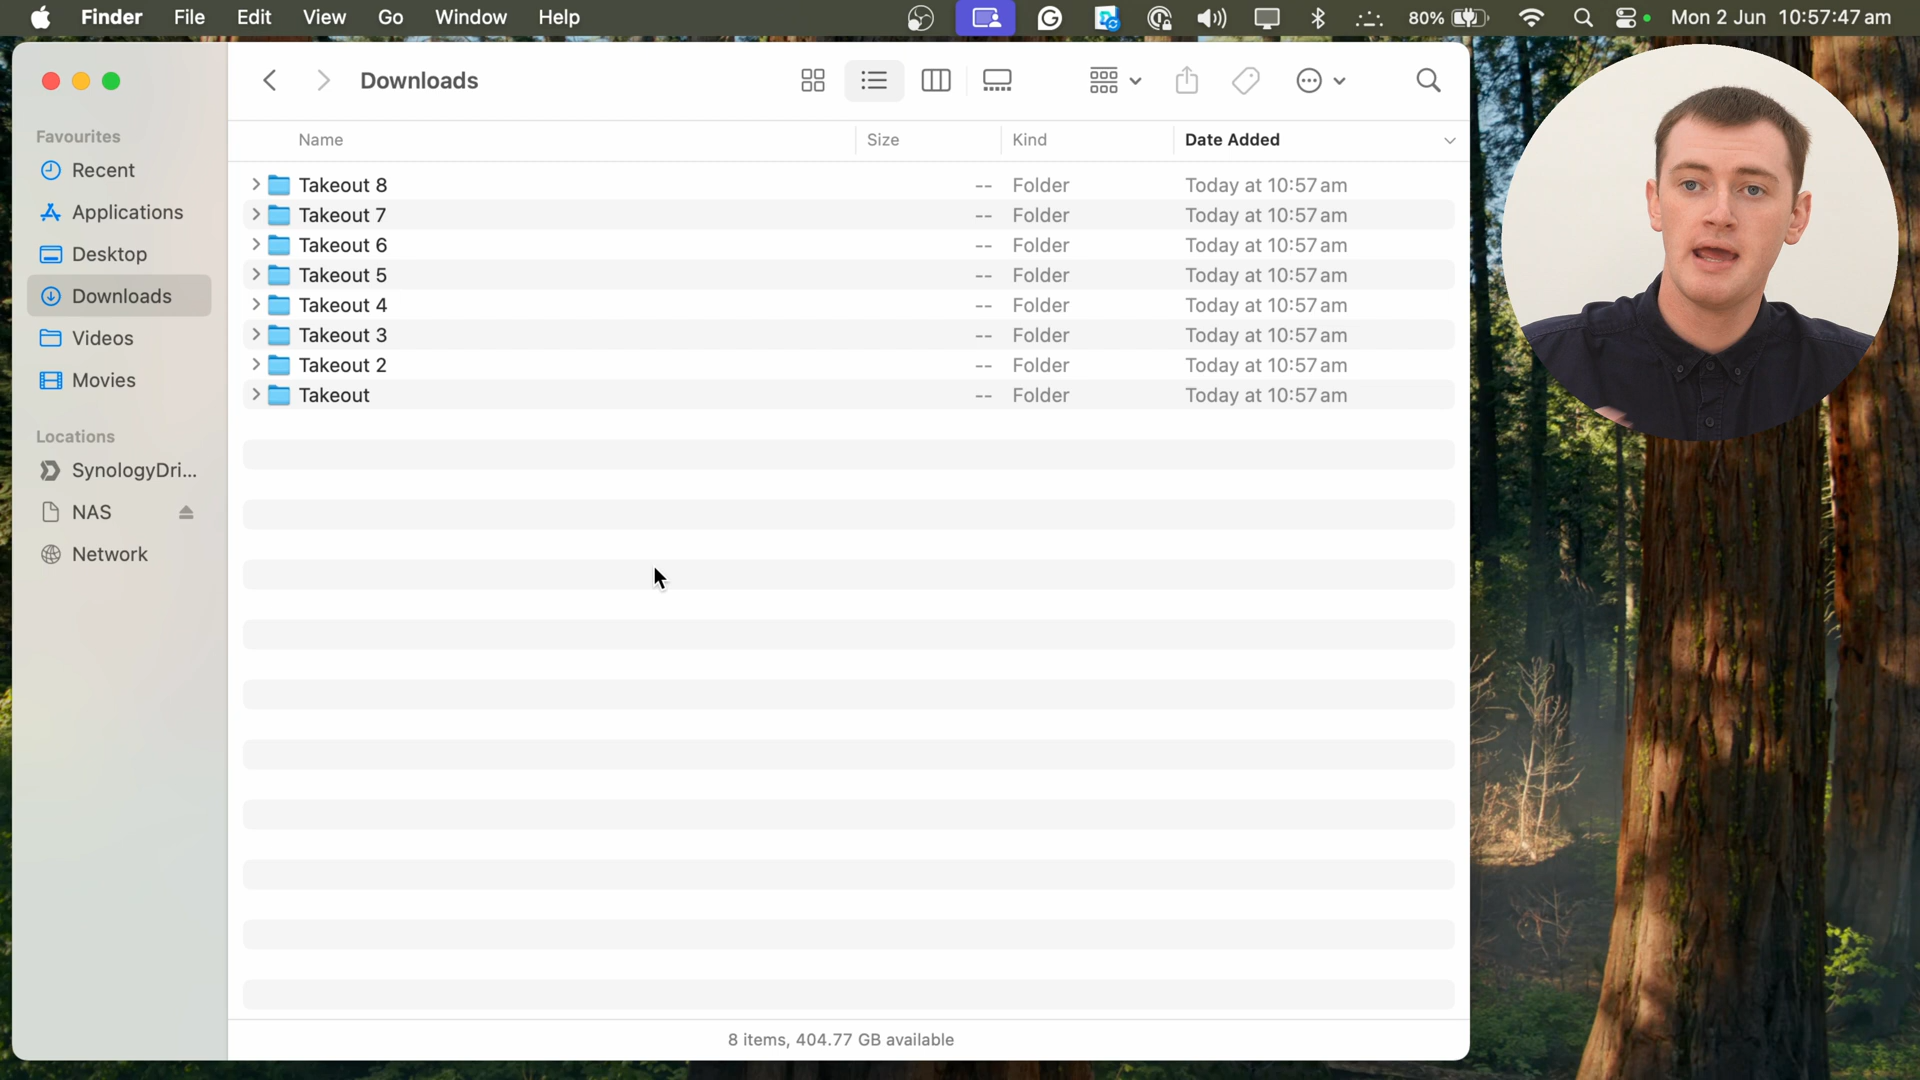 Finder File Edit View Go Window Help 80% Mon 2 Jun 10:57:47 am
Downloads
Favourites
Recent
Applications
Desktop
Downloads
Videos
Movies
Locations
SynologyDri...
NAS
Network
Name Size Kind Date Added
Takeout 8 -- Folder Today at 10:57 am
Takeout 7 -- Folder Today at 10:57 am
Takeout 6 -- Folder Today at 10:57 am
Takeout 5 -- Folder Today at 10:57 am
Takeout 4 -- Folder Today at 10:57 am
Takeout 3 -- Folder Today at 10:57 am
Takeout 2 -- Folder Today at 10:57 am
Takeout -- Folder Today at 10:57 am
8 items, 404.77 GB available